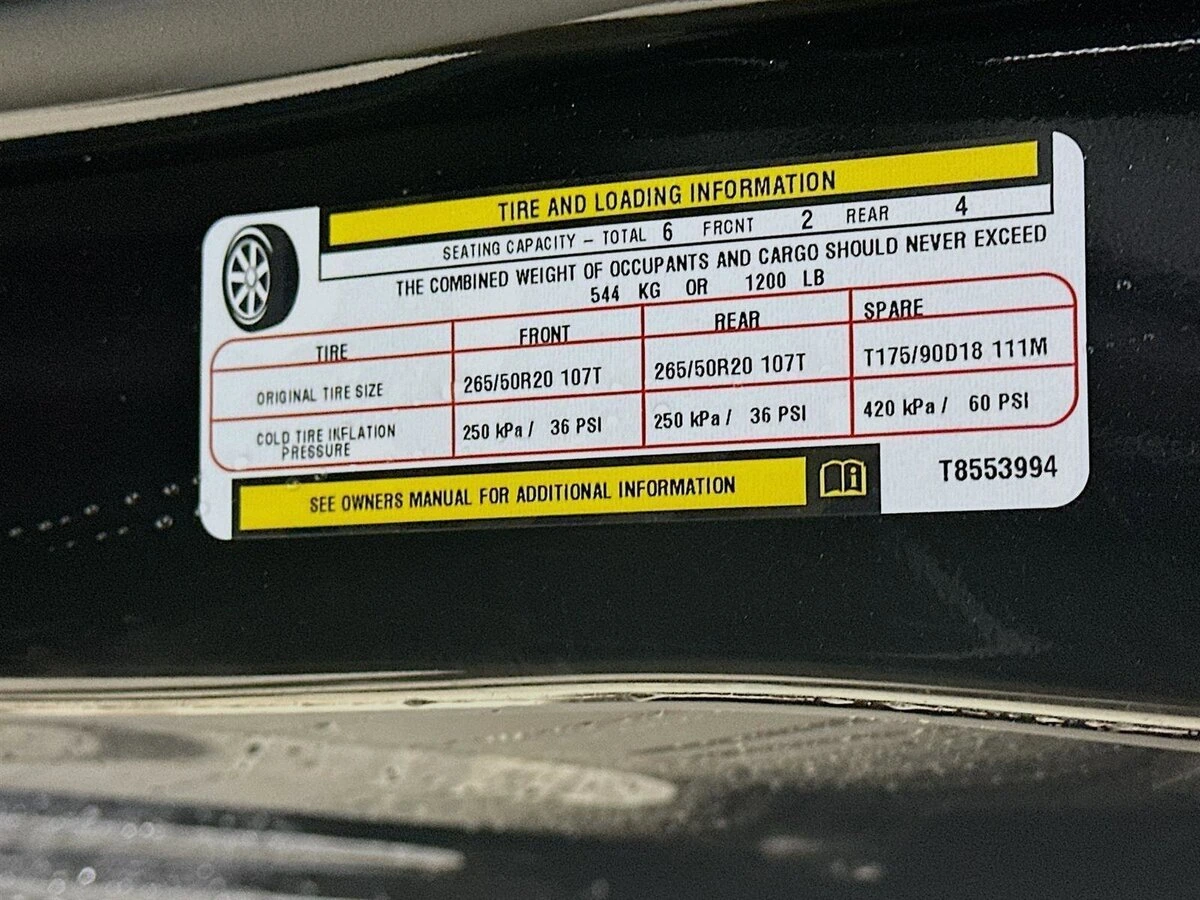 TIRE AND LOADING INFORMATION
SEATING CAPACITY – TOTAL 6 FRONT 2 REAR 4
THE COMBINED WEIGHT OF OCCUPANTS AND CARGO SHOULD NEVER EXCEED
544 KG OR 1200 LB
TIRE FRONT REAR SPARE
ORIGINAL TIRE SIZE 265/50R20 107T 265/50R20 107T T175/90D18 111M
COLD TIRE INFLATION
PRESSURE 250 kPa / 36 PSI 250 kPa / 36 PSI 420 kPa / 60 PSI
SEE OWNERS MANUAL FOR ADDITIONAL INFORMATION
T8553994